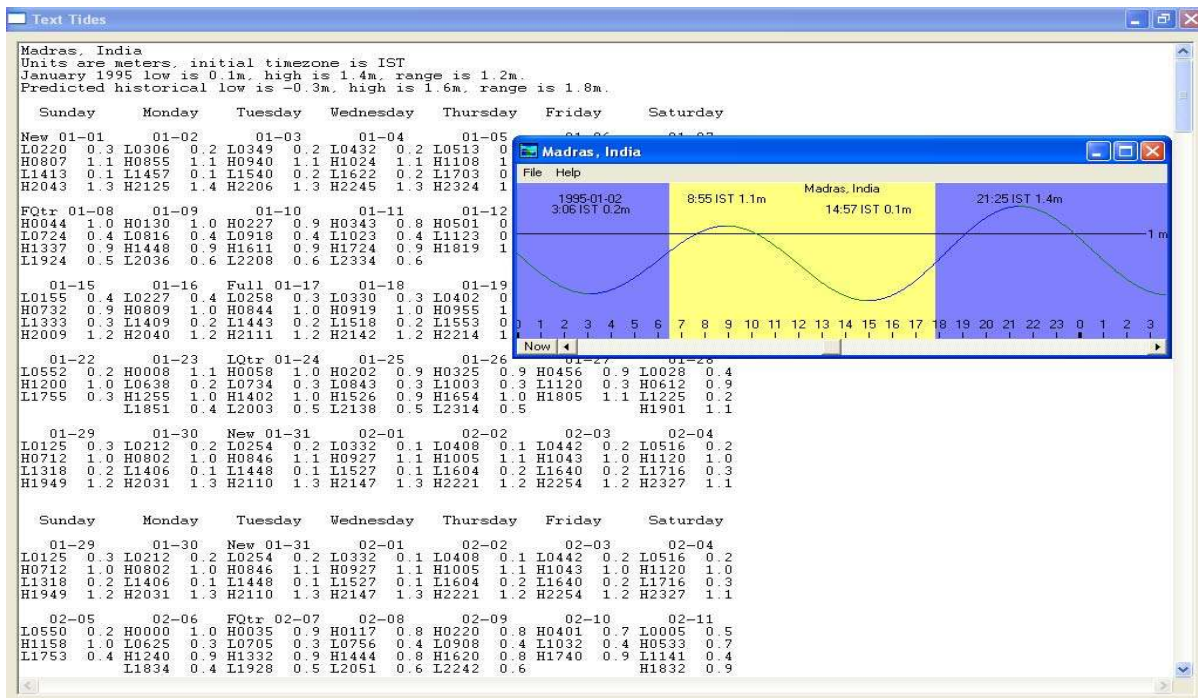 Text Tides
Madras, India
Units are meters, initial timezone is IST
January 1995 low is 0.1m, high is 1.4m, range is 1.2m.
Predicted historical low is -0.3m, high is 1.6m, range is 1.8m.
Sunday Monday Tuesday Wednesday Thursday Friday Saturday
New 01-01 01-02 01-03 01-04 01-05
L0220 0.3 L0306 0.2 L0349 0.2 L0432 0.2 L0513 0
H0807 1.1 H0855 1.1 H0940 1.1 H1024 1.1 H1108 1
L1413 0.1 L1457 0.1 L1540 0.2 L1622 0.2 L1703 0
H2043 1.3 H2125 1.4 H2206 1.3 H2245 1.3 H2324 1
FQtr 01-08 01-09 01-10 01-11 01-12
H0044 1.0 H0130 1.0 H0227 0.9 H0343 0.8 H0501 0
L0724 0.4 L0816 0.4 L0918 0.4 L1023 0.4 L1123 0
H1337 0.9 H1448 0.9 H1611 0.9 H1724 0.9 H1819 1
L1924 0.5 L2036 0.6 L2208 0.6 L2334 0.6
01-15 01-16 Full 01-17 01-18 01-19
L0155 0.4 L0227 0.4 L0258 0.3 L0330 0.3 L0402 0
H0732 0.9 H0809 1.0 H0844 1.0 H0919 1.0 H0955 1
L1333 0.3 L1409 0.2 L1443 0.2 L1518 0.2 L1553 0
H2009 1.2 H2040 1.2 H2111 1.2 H2142 1.2 H2214 1
01-22 01-23 LQtr 01-24 01-25 01-26 01-27 01-28
L0552 0.2 H0008 1.1 H0058 1.0 H0202 0.9 H0325 0.9 H0456 0.9 L0028 0.4
H1200 1.0 L0638 0.2 L0734 0.3 L0843 0.3 L1003 0.3 L1120 0.3 H0612 0.9
L1755 0.3 H1255 1.0 H1402 1.0 H1526 0.9 H1654 1.0 H1805 1.1 L1225 0.2
L1851 0.4 L2003 0.5 L2138 0.5 L2314 0.5 H1901 1.1
01-29 01-30 New 01-31 02-01 02-02 02-03 02-04
L0125 0.3 L0212 0.2 L0254 0.2 L0332 0.1 L0408 0.1 L0442 0.2 L0516 0.2
H0712 1.0 H0802 1.0 H0846 1.1 H0927 1.1 H1005 1.1 H1043 1.0 H1120 1.0
L1318 0.2 L1406 0.1 L1448 0.1 L1527 0.1 L1604 0.2 L1640 0.2 L1716 0.3
H1949 1.2 H2031 1.3 H2110 1.3 H2147 1.3 H2221 1.2 H2254 1.2 H2327 1.1
Sunday Monday Tuesday Wednesday Thursday Friday Saturday
01-29 01-30 New 01-31 02-01 02-02 02-03 02-04
L0125 0.3 L0212 0.2 L0254 0.2 L0332 0.1 L0408 0.1 L0442 0.2 L0516 0.2
H0712 1.0 H0802 1.0 H0846 1.1 H0927 1.1 H1005 1.1 H1043 1.0 H1120 1.0
L1318 0.2 L1406 0.1 L1448 0.1 L1527 0.1 L1604 0.2 L1640 0.2 L1716 0.3
H1949 1.2 H2031 1.3 H2110 1.3 H2147 1.3 H2221 1.2 H2254 1.2 H2327 1.1
02-05 02-06 FQtr 02-07 02-08 02-09 02-10 02-11
L0550 0.2 H0000 1.0 H0035 0.9 H0117 0.8 H0220 0.8 H0401 0.7 L0005 0.5
H1158 1.0 L0625 0.3 L0705 0.3 L0756 0.4 L0908 0.4 L1032 0.4 H0533 0.7
L1753 0.4 H1240 0.9 H1332 0.9 H1444 0.8 H1620 0.8 H1740 0.9 L1141 0.4
L1834 0.4 L1928 0.5 L2051 0.6 L2242 0.6 H1832 0.9
Madras, India
File Help
Madras, India
1995-01-02 8:55 IST 1.1m 21:25 IST 1.4m
3:06 IST 0.2m 14:57 IST 0.1m
1 m
0 1 2 3 4 5 6 7 8 9 10 11 12 13 14 15 16 17 18 19 20 21 22 23 0 1 2 3
Now